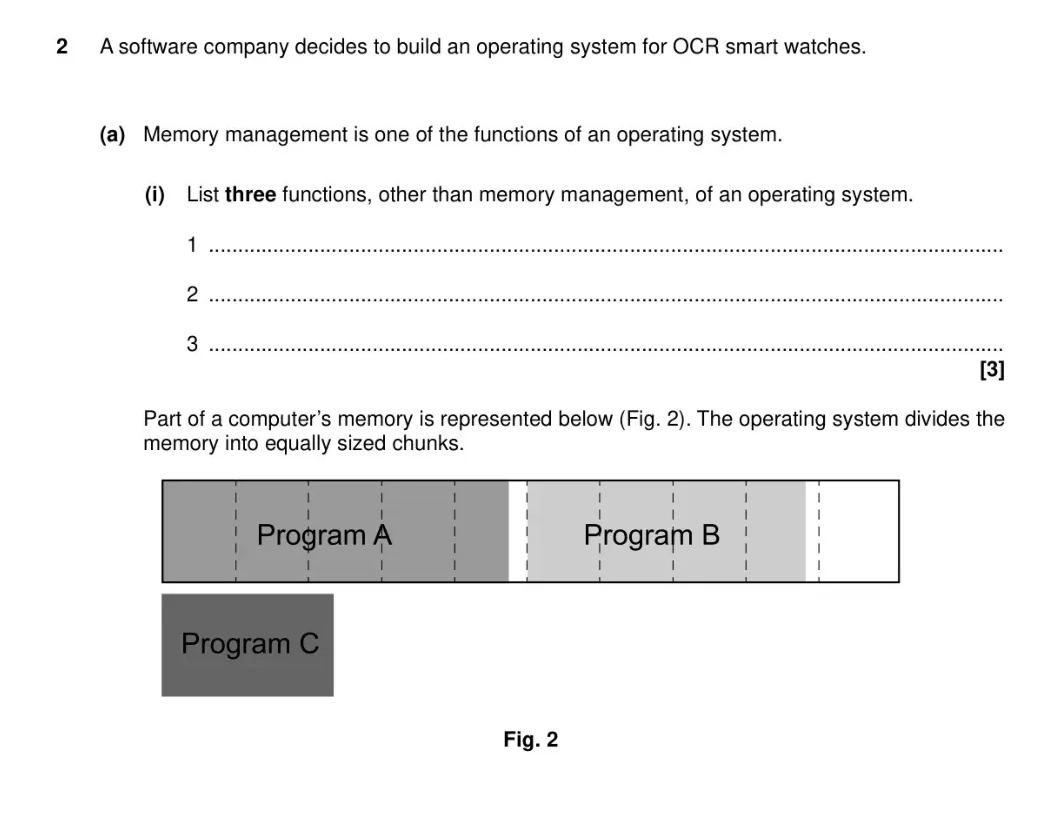 2 A software company decides to build an operating system for OCR smart watches.
(a) Memory management is one of the functions of an operating system.
(i) List three functions, other than memory management, of an operating system.
1 ........................................................................................................................................
2 ........................................................................................................................................
3 ........................................................................................................................................
[3]
Part of a computer's memory is represented below (Fig. 2). The operating system divides the
memory into equally sized chunks.
Program A Program B
Program C
Fig. 2